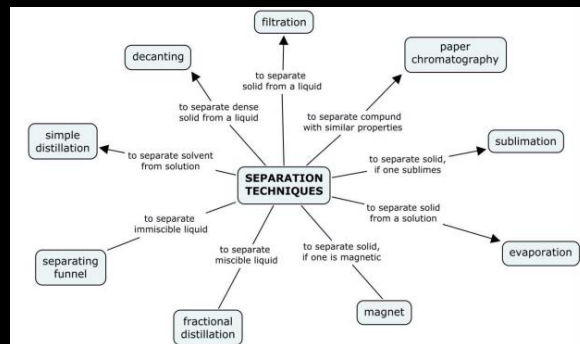 filtration
decanting
paper
chromatography
to separate
solid from a liquid
to separate dense
solid from a liquid
to separate compund
with similar properties
simple
distillation
sublimation
to separate solid,
if one sublimes
to separate solvent
from solution
SEPARATION
TECHNIQUES
to separate solid
from a solution
to separate
immiscible liquid
to separate
miscible liquid
to separate solid,
if one is magnetic
evaporation
separating
funnel
fractional
distillation
magnet